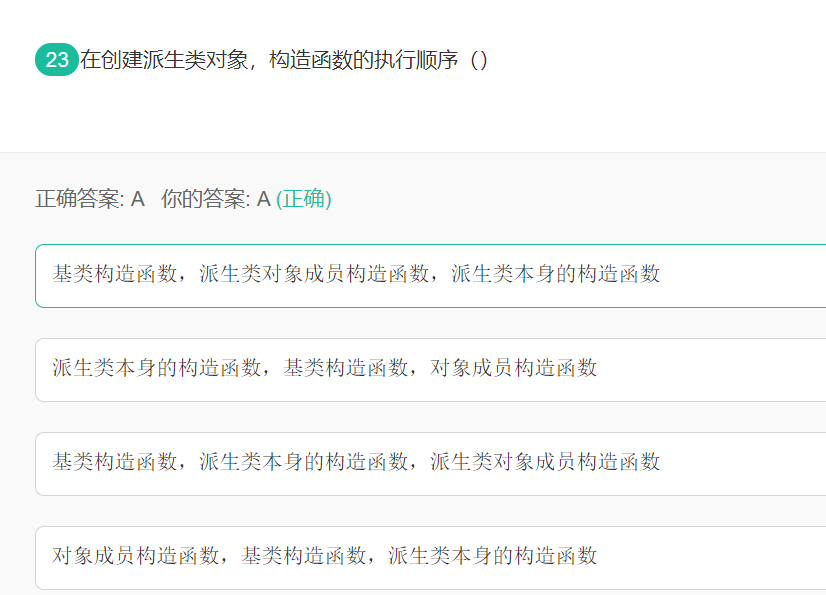 23 在创建派生类对象，构造函数的执行顺序（）
正确答案: A 你的答案: A (正确)
基类构造函数，派生类对象成员构造函数，派生类本身的构造函数
派生类本身的构造函数，基类构造函数，对象成员构造函数
基类构造函数，派生类本身的构造函数，派生类对象成员构造函数
对象成员构造函数，基类构造函数，派生类本身的构造函数